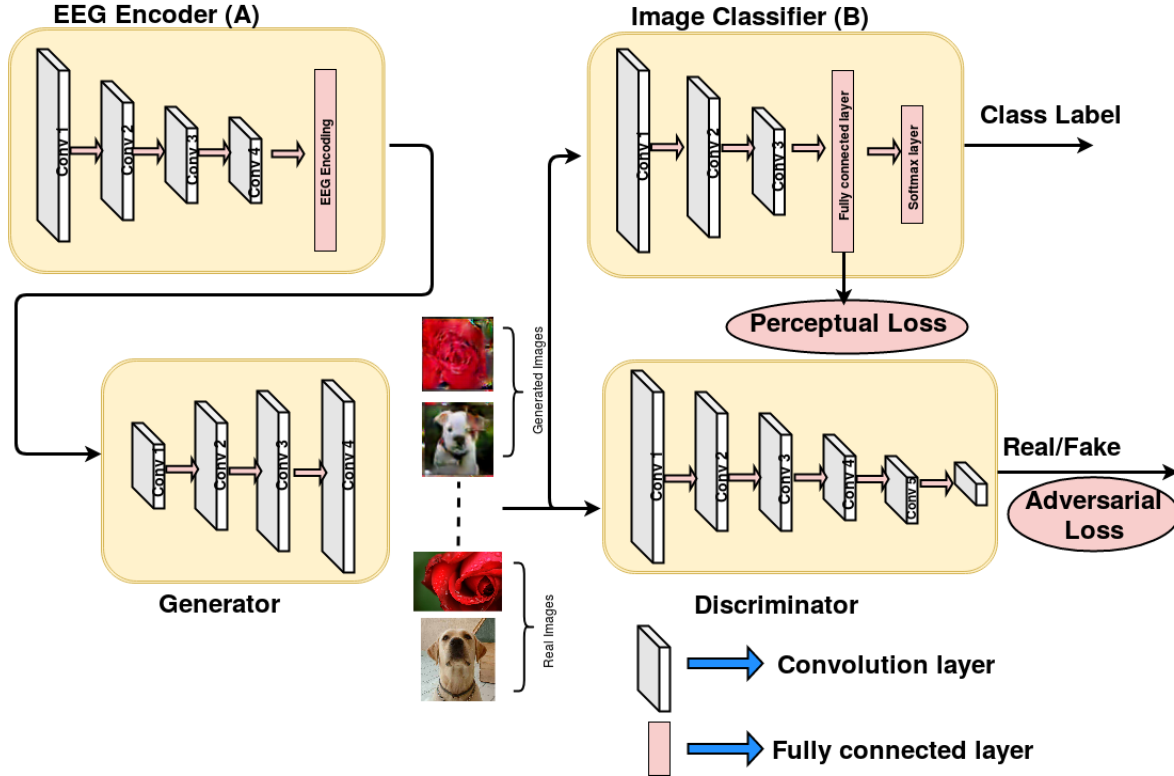 EEG Encoder (A)
Conv 1
Conv 2
Conv 3
Conv 4
EEG Encoding
Image Classifier (B)
Conv 1
Conv 2
Conv 3
Fully connected layer
Softmax layer
Class Label
Perceptual Loss
Conv 1
Conv 2
Conv 3
Conv 4
Generator
Generated Images
Real Images
Conv 1
Conv 2
Conv 3
Conv 4
Conv 5
Real/Fake
Adversarial
Loss
Discriminator
Convolution layer
Fully connected layer